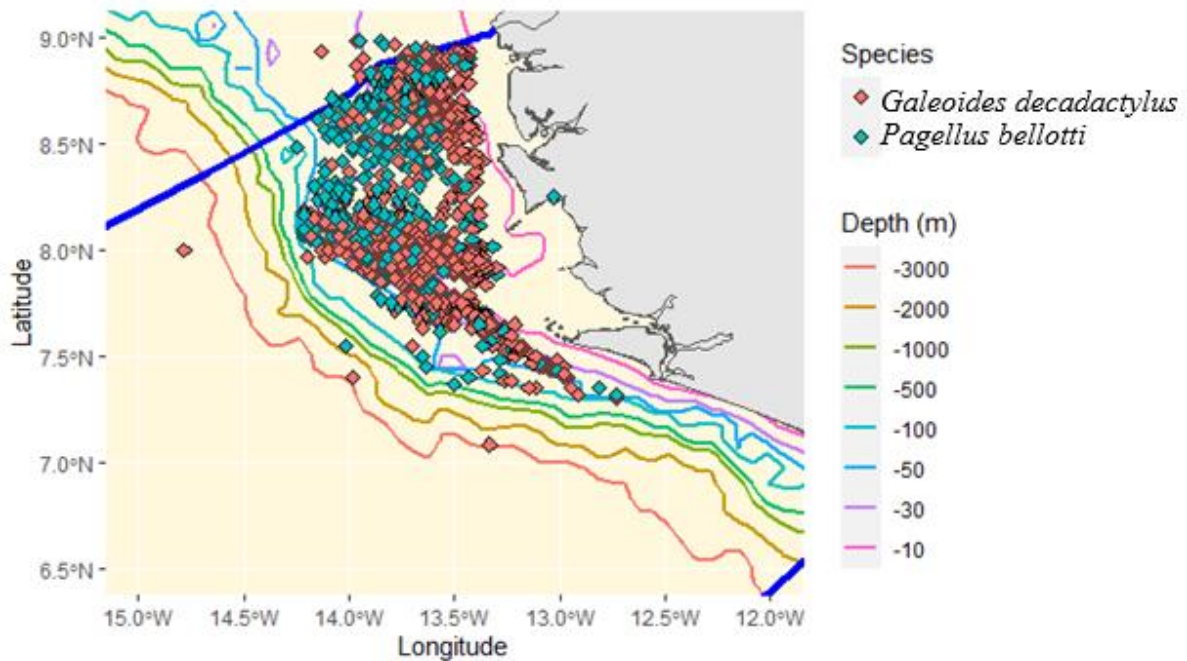 9.0°N
8.5°N
8.0°N
7.5°N
7.0°N
6.5°N
Latitude
15.0°W 14.5°W 14.0°W 13.5°W 13.0°W 12.5°W 12.0°W
Longitude
Species
Galeoides decadactylus
Pagellus bellotti
Depth (m)
-3000
-2000
-1000
-500
-100
-50
-30
-10